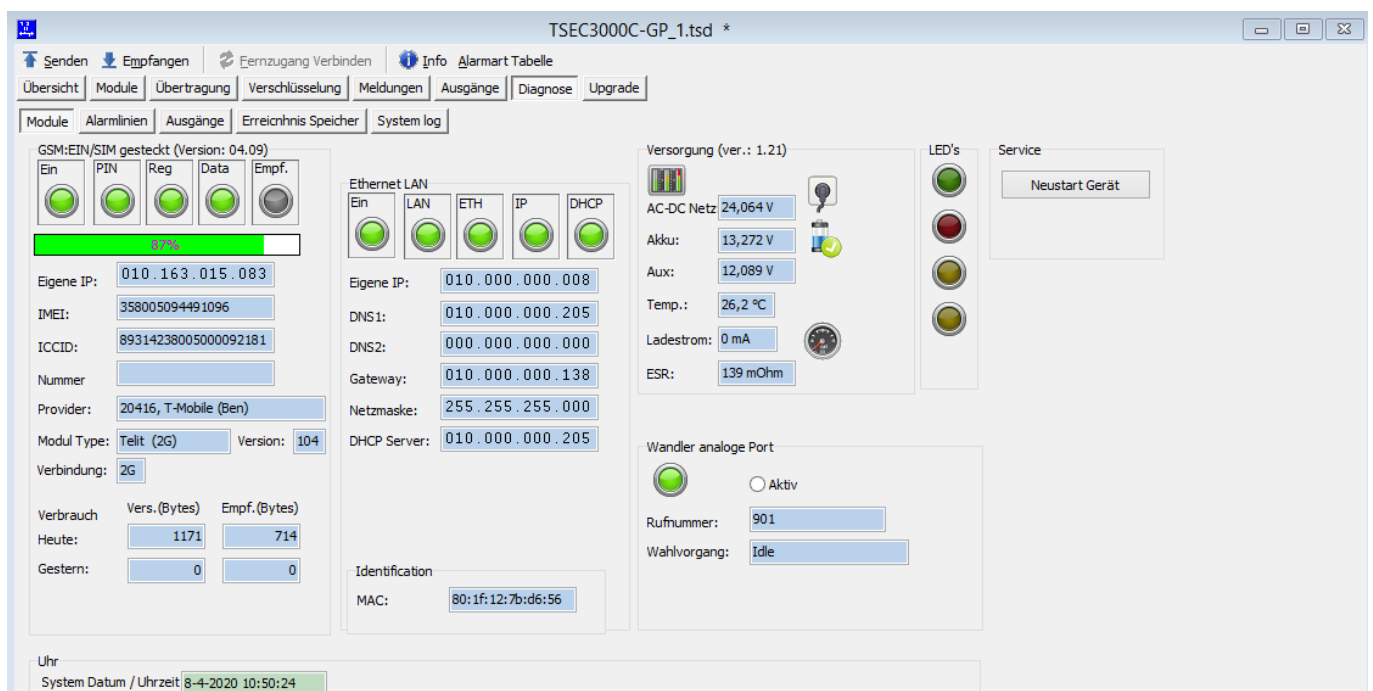 TSEC3000C-GP_1.tsd *
Senden Empfangen Fernzugang Verbinden Info Alarmart Tabelle
Übersicht Module Übertragung Verschlüsselung Meldungen Ausgänge Diagnose Upgrade
Module Alarmlinien Ausgänge Erreicnhnis Speicher System log
GSM:EIN/SIM gesteckt (Version: 04.09)
Ein PIN Reg Data Empf.
87%
Eigene IP: 010.163.015.083
IMEI: 358005094491096
ICCID: 89314238005000092181
Nummer
Provider: 20416, T-Mobile (Ben)
Modul Type: Telit (2G) Version: 104
Verbindung: 2G
Verbrauch Vers.(Bytes) Empf.(Bytes)
Heute: 1171 714
Gestern: 0 0
Ethernet LAN
Ein LAN ETH IP DHCP
Eigene IP: 010.000.000.008
DNS1: 010.000.000.205
DNS2: 000.000.000.000
Gateway: 010.000.000.138
Netzmaske: 255.255.255.000
DHCP Server: 010.000.000.205
Identification
MAC: 80:1f:12:7b:d6:56
Versorgung (ver.: 1.21)
AC-DC Netz 24,064 V
Akku: 13,272 V
Aux: 12,089 V
Temp.: 26,2 °C
Ladestrom: 0 mA
ESR: 139 mOhm
LED's
Service
Neustart Gerät
Wandler analoge Port
Aktiv
Rufnummer: 901
Wahlvorgang: Idle
Uhr
System Datum / Uhrzeit 8-4-2020 10:50:24